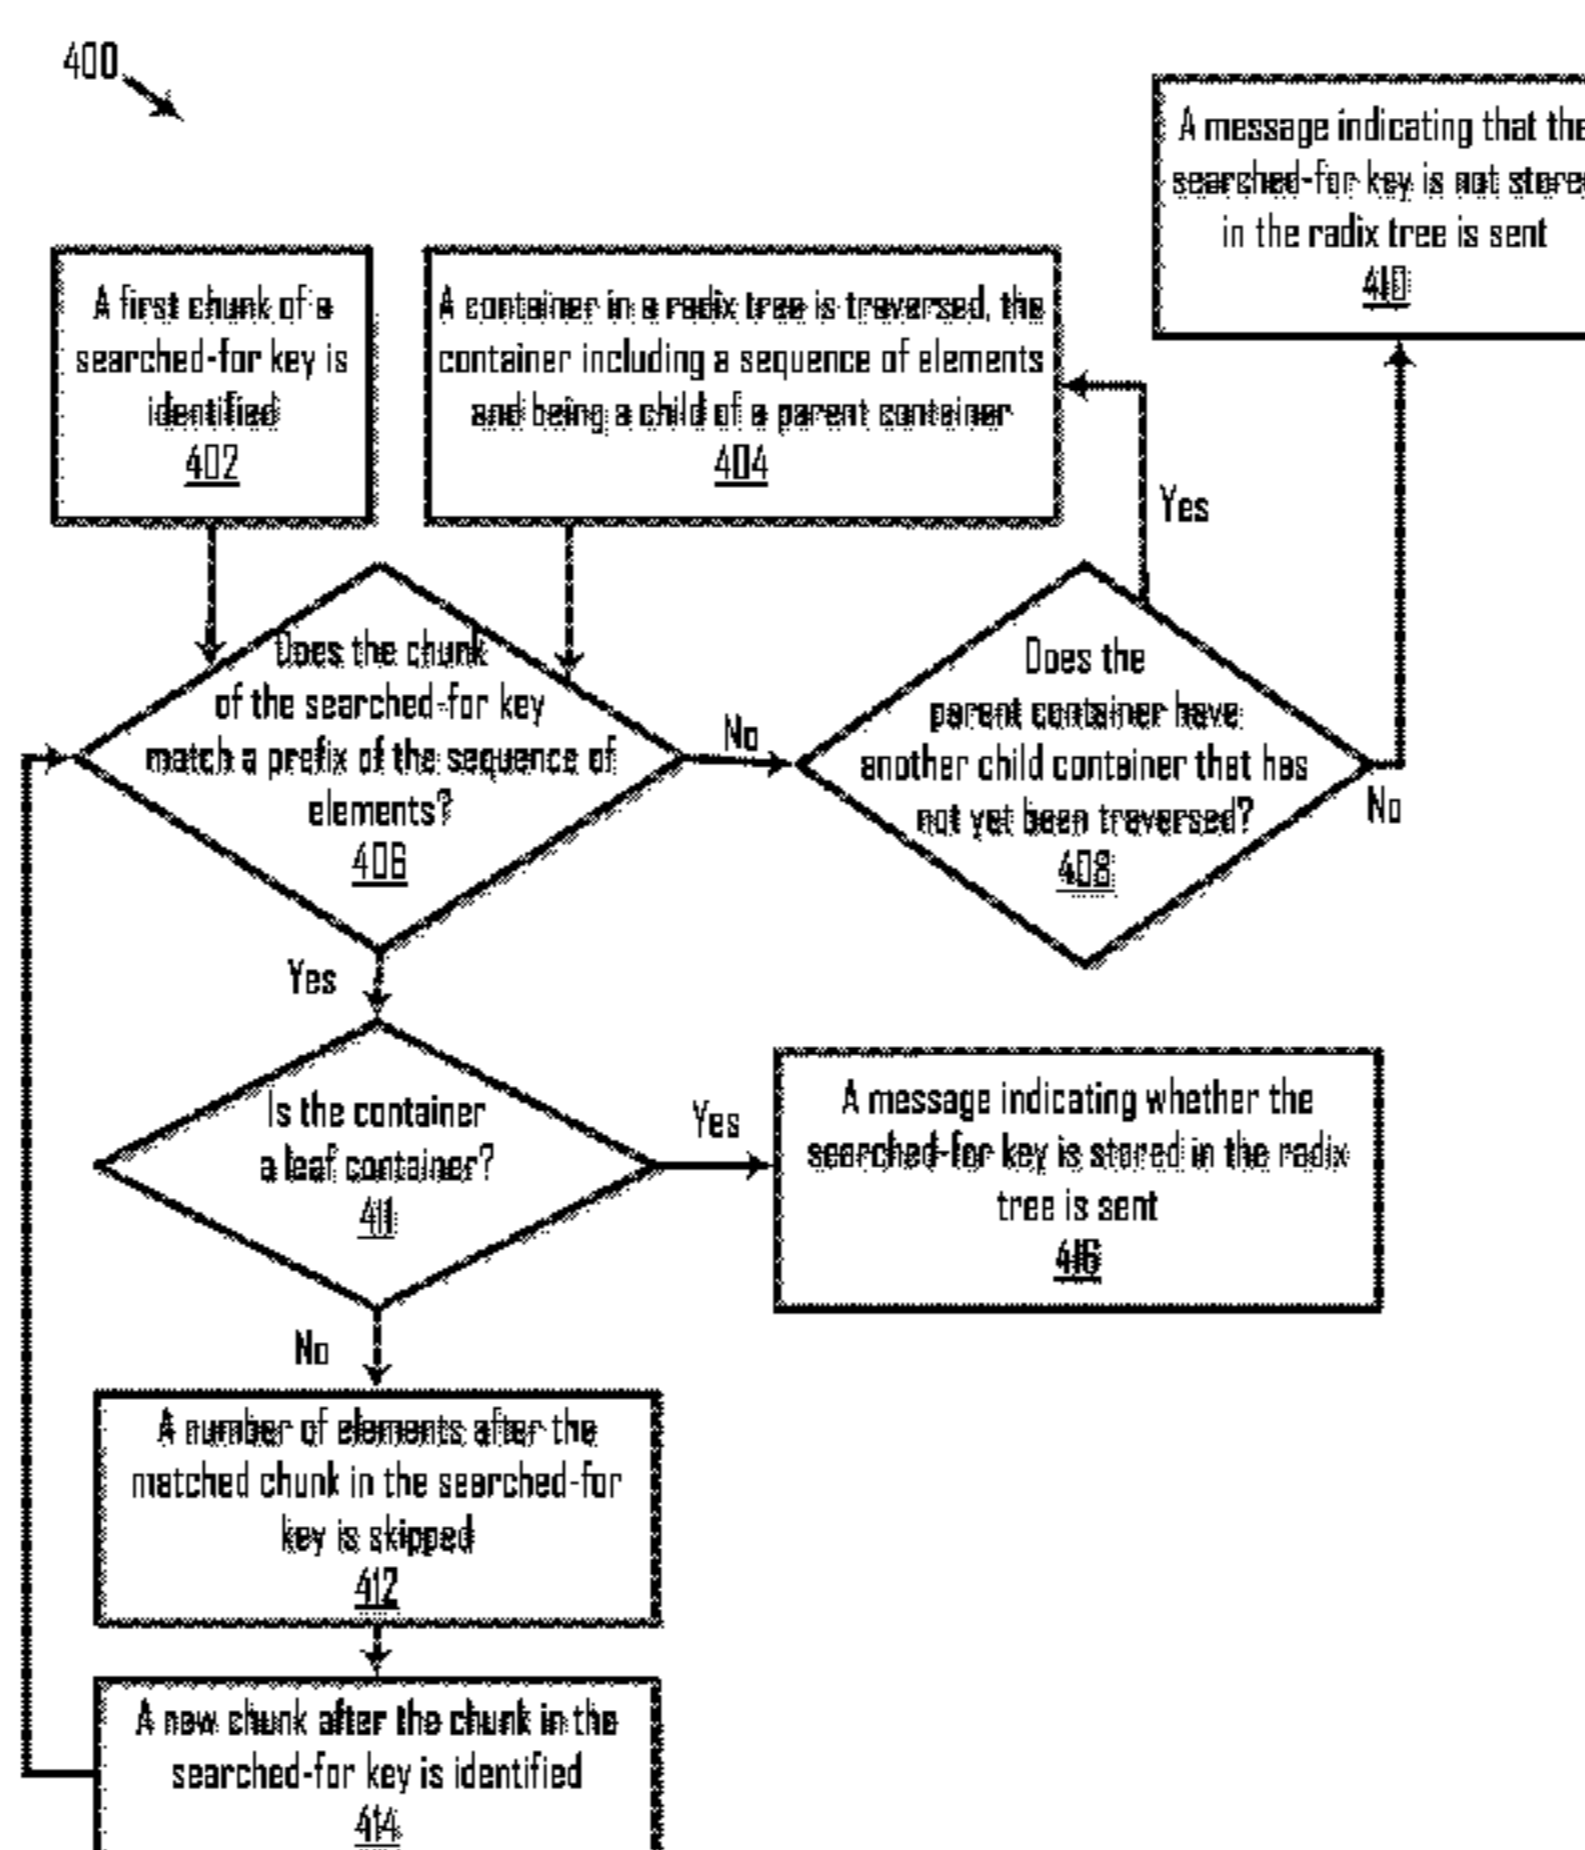 400
A message indicating that the
searched-for key is not store
in the radix tree is sent
410
A first chunk of a
searched-for key is
identified
402
A container in a radix tree is traversed, the
container including a sequence of elements
and being a child of a parent container
404
Yes
Does the chunk
of the searched-for key
match a prefix of the sequence of
elements?
406
No
Does the
parent container have
another child container that has
not yet been traversed?
408
No
Yes
Is the container
a leaf container?
411
Yes
A message indicating whether the
searched-for key is stored in the radix
tree is sent
416
No
A number of elements after the
matched chunk in the searched-for
key is skipped
412
A new chunk after the chunk in the
searched-for key is identified
414